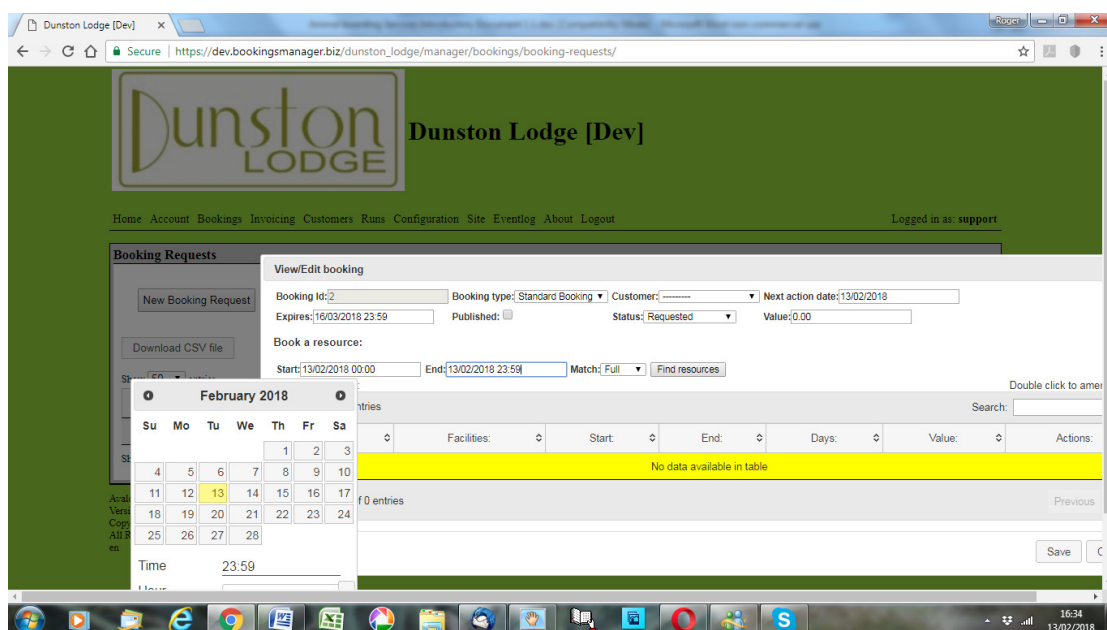 Dunston Lodge [Dev]
Roger
Secure https://dev.bookingsmanager.biz/dunston_lodge/manager/bookings/booking-requests/
Dunston
LODGE
Dunston Lodge [Dev]
Home Account Bookings Invoicing Customers Runs Configuration Site Eventlog About Logout Logged in as: support
Booking Requests
New Booking Request
Download CSV file
View/Edit booking
Booking Id: 2 Booking type: Standard Booking Customer: --------- Next action date: 13/02/2018
Expires: 16/03/2018 23:59 Published: Status: Requested Value: 0.00
Book a resource:
Start: 13/02/2018 00:00 End: 13/02/2018 23:59 Match: Full Find resources
Double click to amen
Search:
Facilities: Start: End: Days: Value: Actions:
No data available in table
f 0 entries
Previous
Save
February 2018
Su Mo Tu We Th Fr Sa
1 2 3
4 5 6 7 8 9 10
11 12 13 14 15 16 17
18 19 20 21 22 23 24
25 26 27 28
Time 23:59
en
16:34
13/02/2018